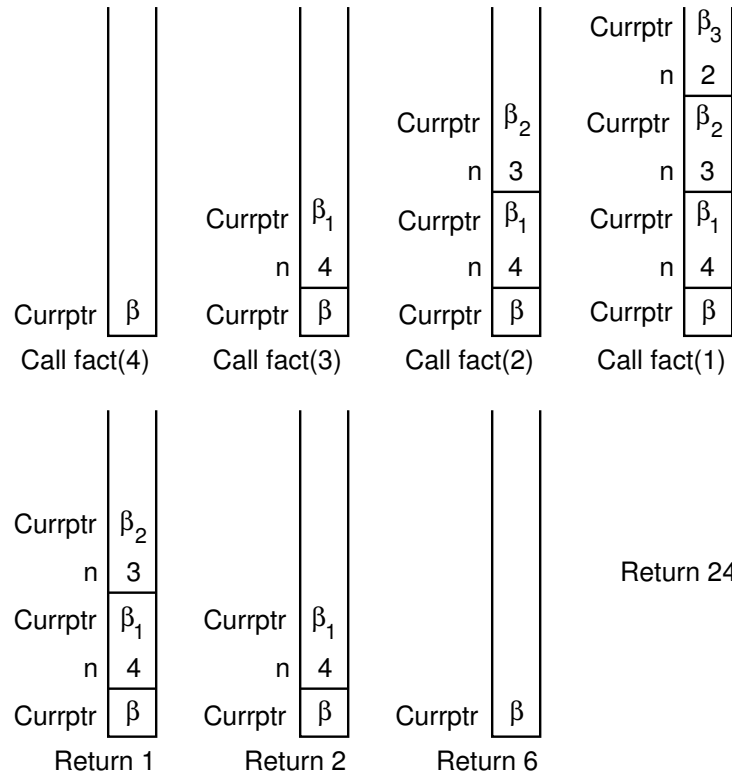 Currptr β3
n 2
Currptr β2 Currptr β2
n 3 n 3
Currptr β1 Currptr β1 Currptr β1
n 4 n 4 n 4
Currptr β Currptr β Currptr β Currptr β
Call fact(4) Call fact(3) Call fact(2) Call fact(1)
Currptr β2
n 3 Return 24
Currptr β1 Currptr β1
n 4 n 4
Currptr β Currptr β Currptr β
Return 1 Return 2 Return 6